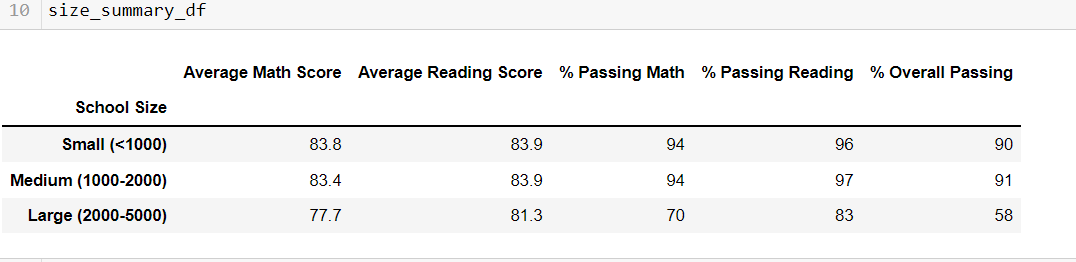 10 size_summary_df
Average Math Score Average Reading Score % Passing Math % Passing Reading % Overall Passing
School Size
Small (<1000) 83.8 83.9 94 96 90
Medium (1000-2000) 83.4 83.9 94 97 91
Large (2000-5000) 77.7 81.3 70 83 58